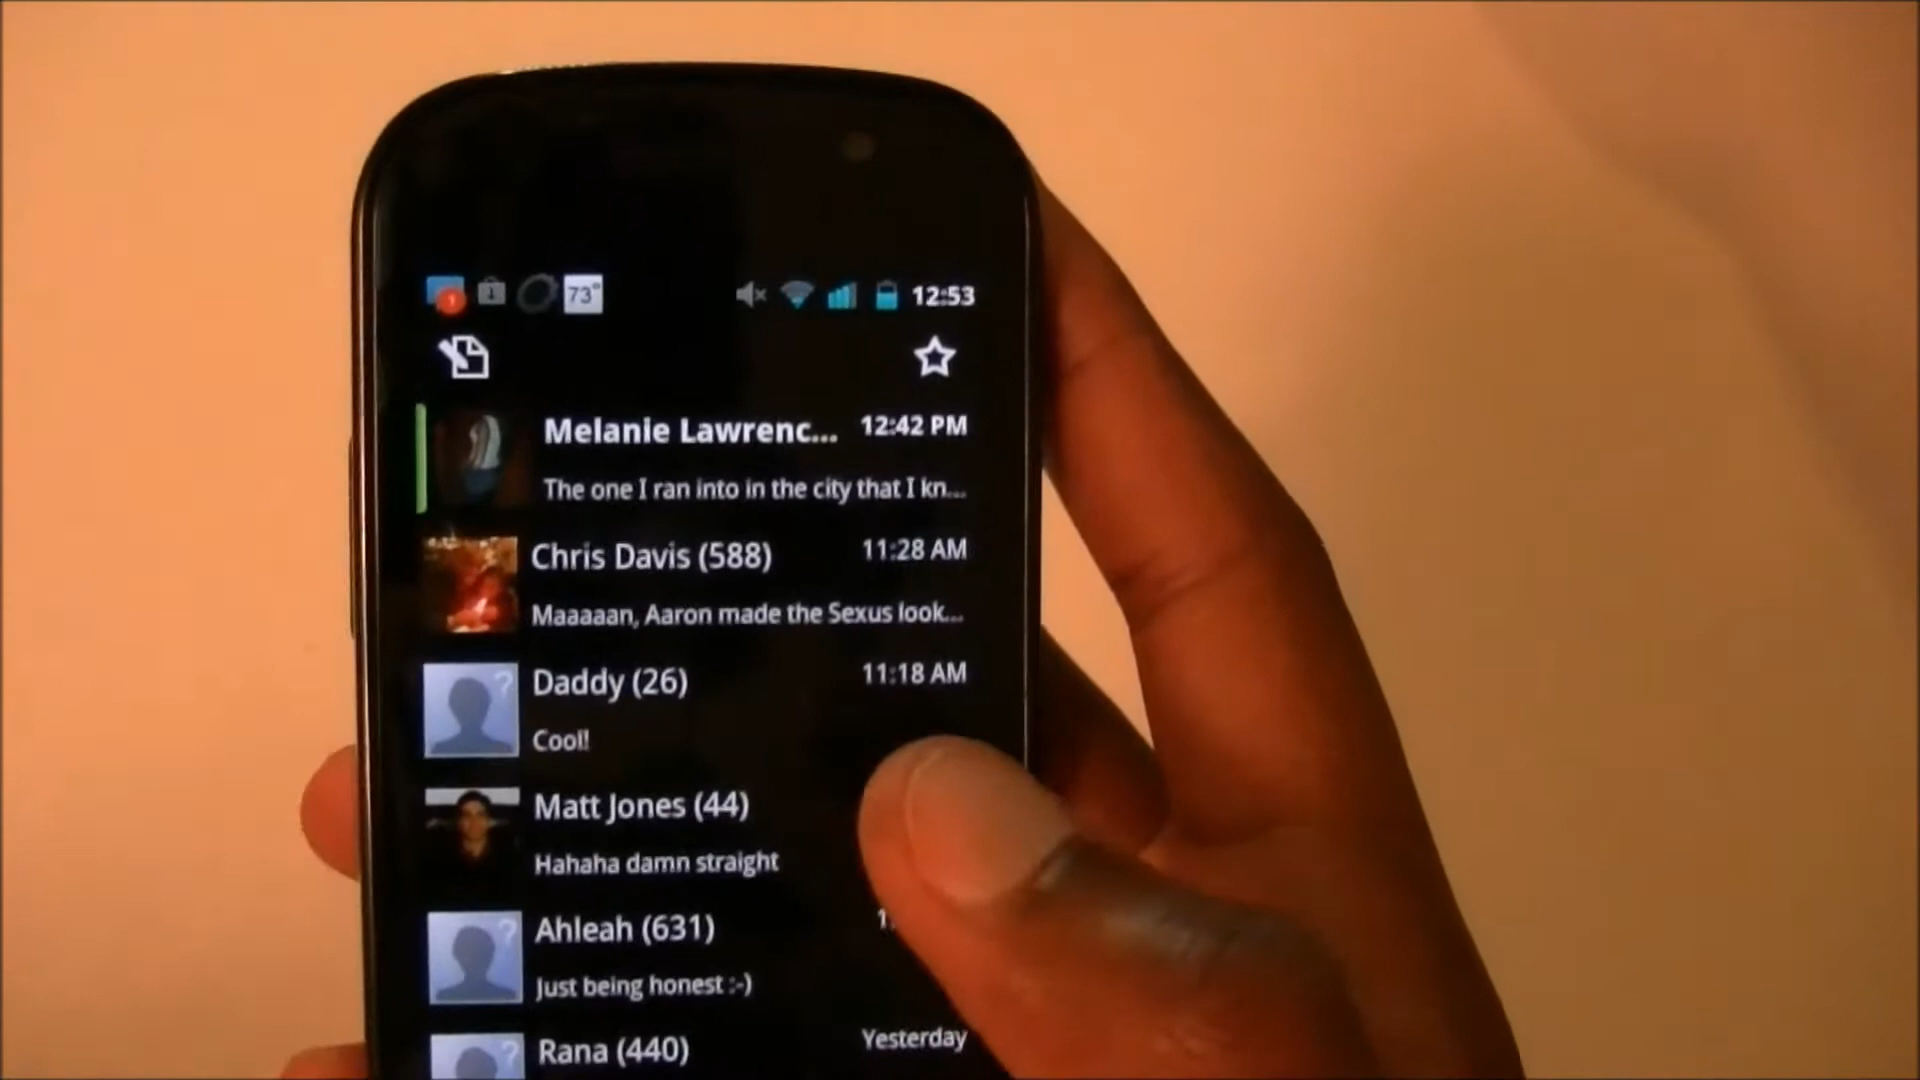 1 73° 12:53
Melanie Lawrenc... 12:42 PM
The one I ran into in the city that I kn...
Chris Davis (588) 11:28 AM
Maaaaan, Aaron made the Sexus look...
Daddy (26) 11:18 AM
Cool!
Matt Jones (44)
Hahaha damn straight
Ahleah (631)
Just being honest :-)
Rana (440) Yesterday